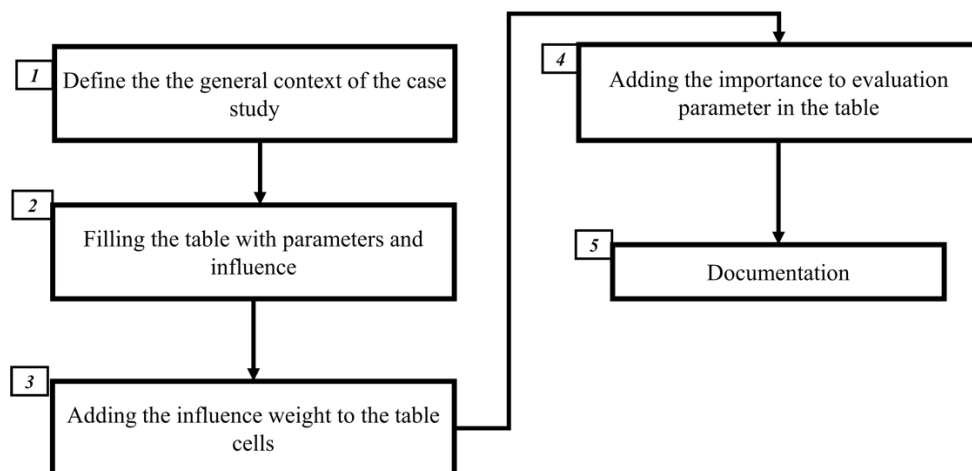 1
Define the the general context of the case
study
2
Filling the table with parameters and
influence
3
Adding the influence weight to the table
cells
4
Adding the importance to evaluation
parameter in the table
5
Documentation